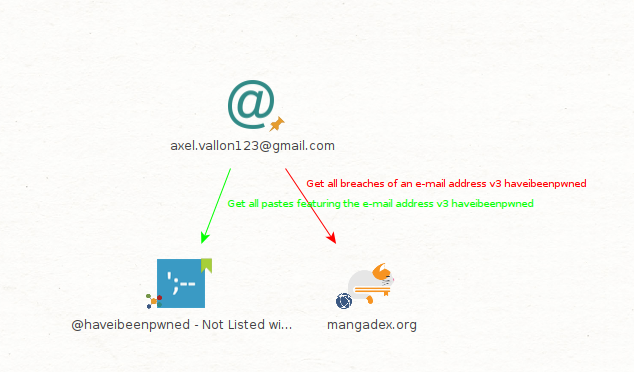 @
axel.vallon123@gmail.com
Get all breaches of an e-mail address v3 haveibeenpwned
Get all pastes featuring the e-mail address v3 haveibeenpwned
';--
@haveibeenpwned - Not Listed wi...
mangadex.org